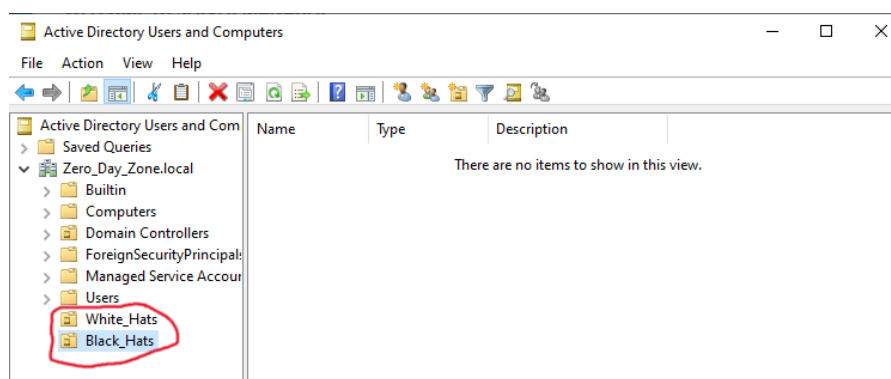 Active Directory Users and Computers
File Action View Help
Active Directory Users and Com
Name Type Description
Saved Queries
There are no items to show in this view.
Zero_Day_Zone.local
Builtin
Computers
Domain Controllers
ForeignSecurityPrincipals
Managed Service Accour
Users
White_Hats
Black_Hats